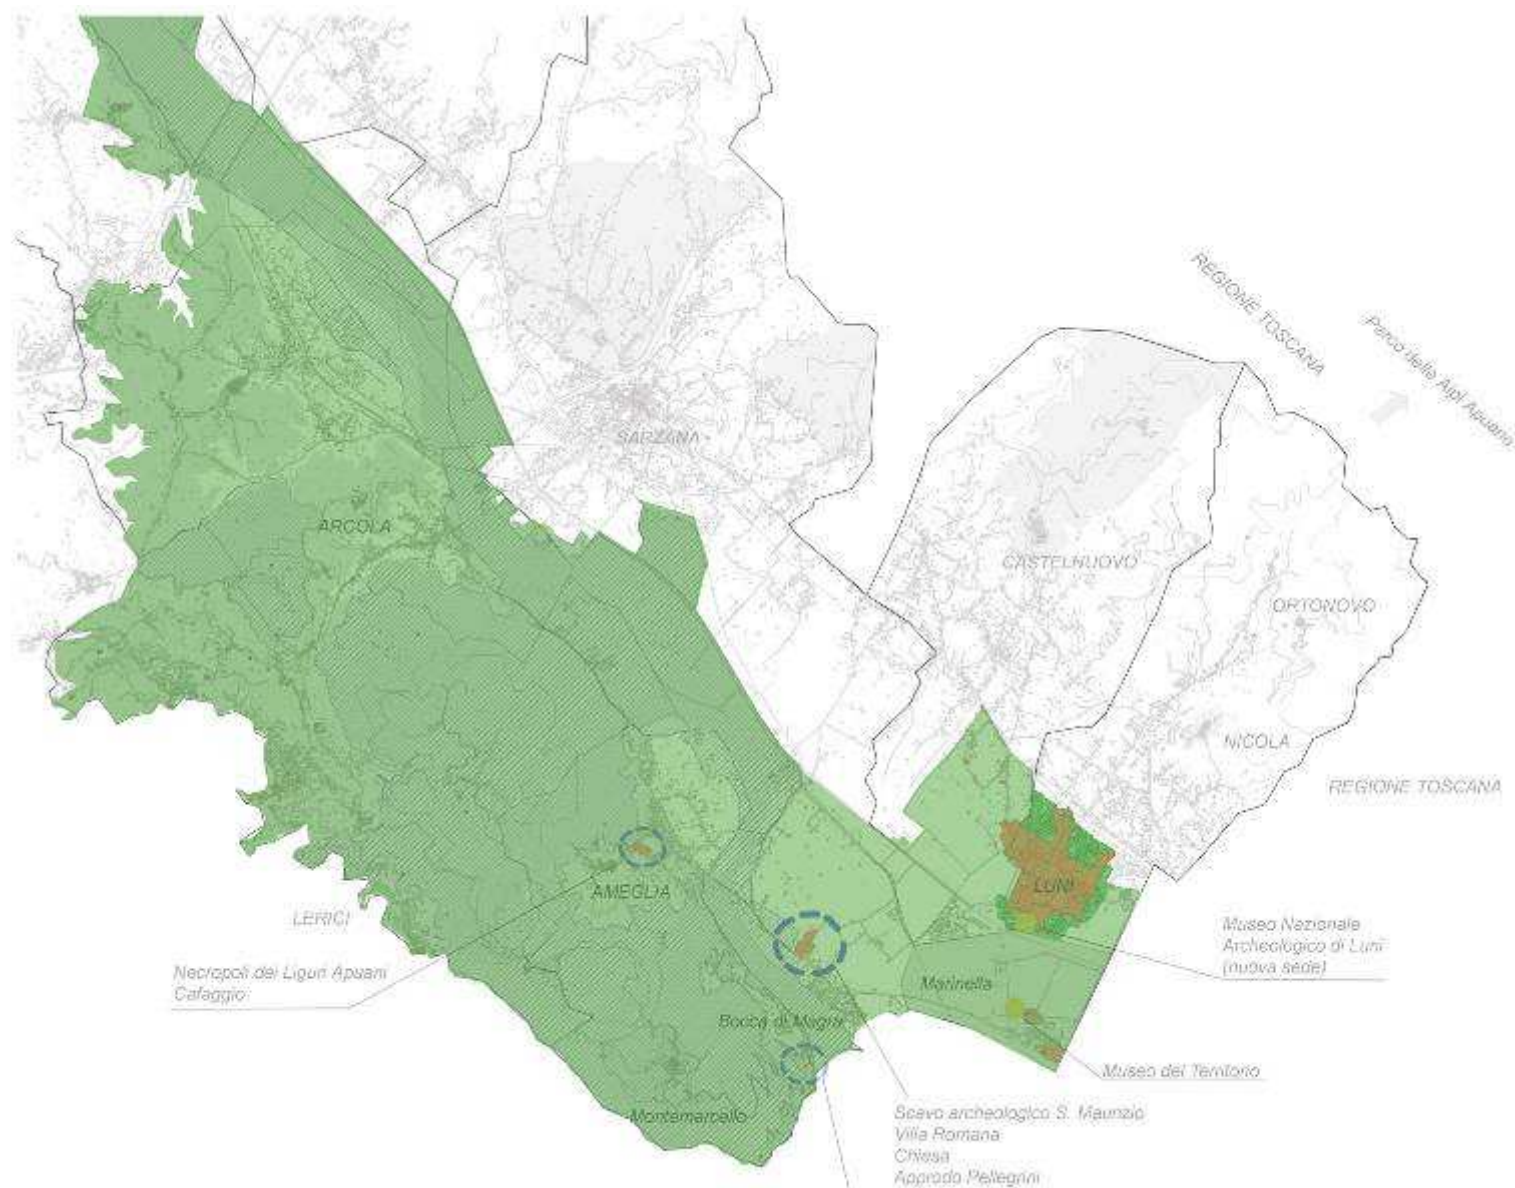 REGIONE TOSCANA
Parco delle Alpi Apuane
SARZANA
ARCOLA
CASTELNUOVO
ORTONOVO
NICOLA
REGIONE TOSCANA
LUNI
AMEGLIA
LERICI
Museo Nazionale
Archeologico di Luni
(nuova sede)
Necropoli dei Liguri Apuani
Cafaggio
Marinella
Bocca di Magra
Museo del Territorio
Montemarcello
Scavo archeologico S. Maurizio
Villa Romana
Chiesa
Approdo Pellegrini